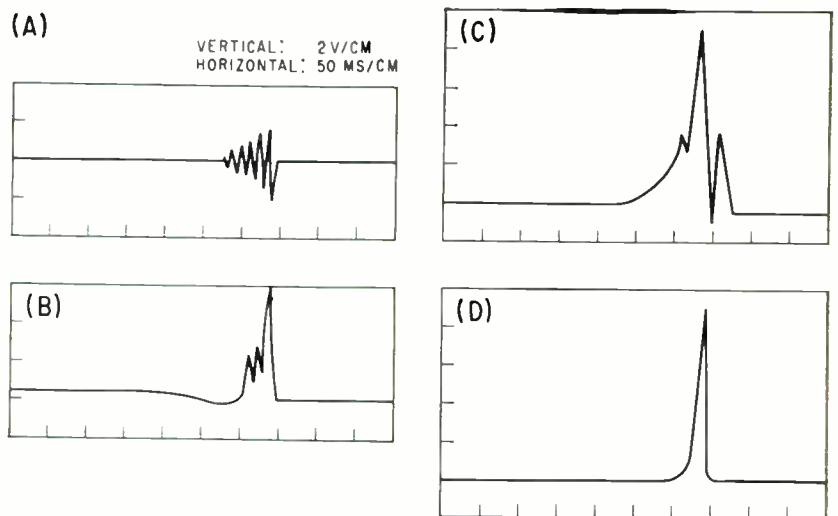 (A)
VERTICAL: 2V/CM
HORIZONTAL: 50 MS/CM
(B)
(C)
(D)